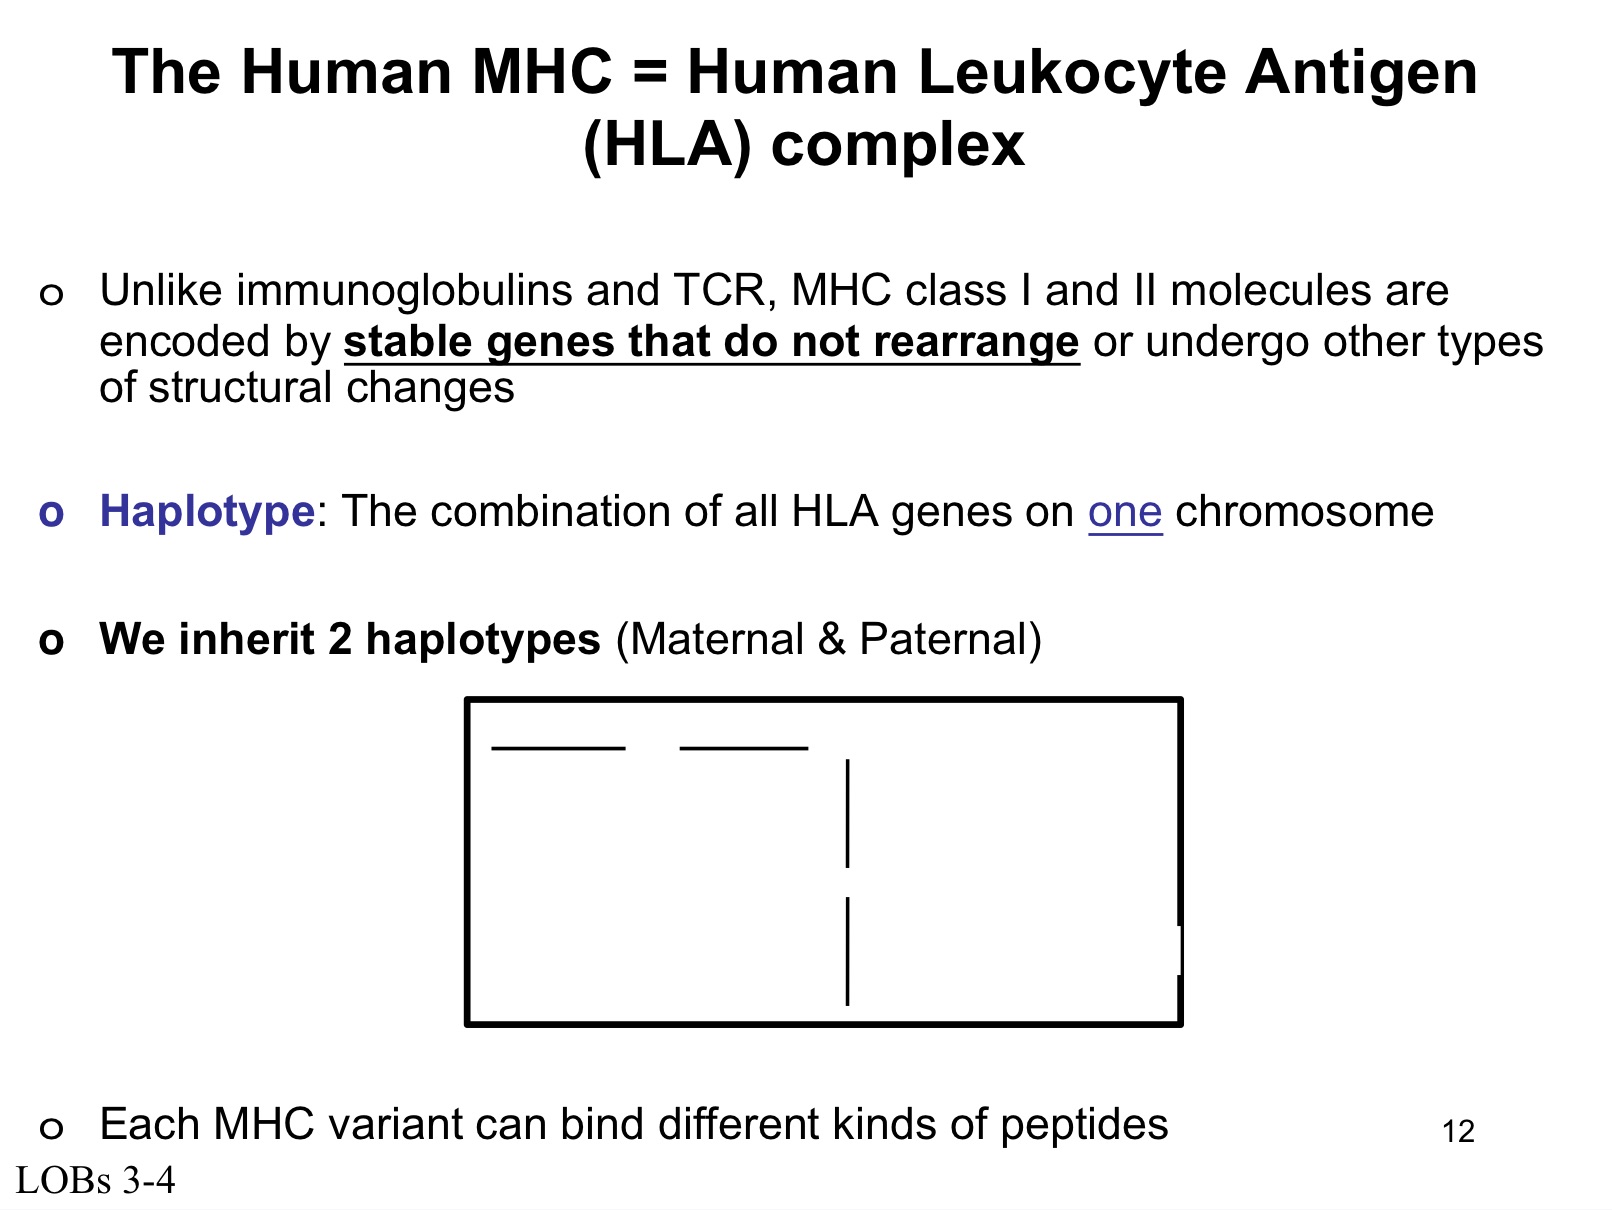 The Human MHC = Human Leukocyte Antigen
(HLA) complex
o Unlike immunoglobulins and TCR, MHC class I and II molecules are
encoded by stable genes that do not rearrange or undergo other types
of structural changes
o Haplotype: The combination of all HLA genes on one chromosome
o We inherit 2 haplotypes (Maternal & Paternal)
o Each MHC variant can bind different kinds of peptides
12
LOBs 3-4